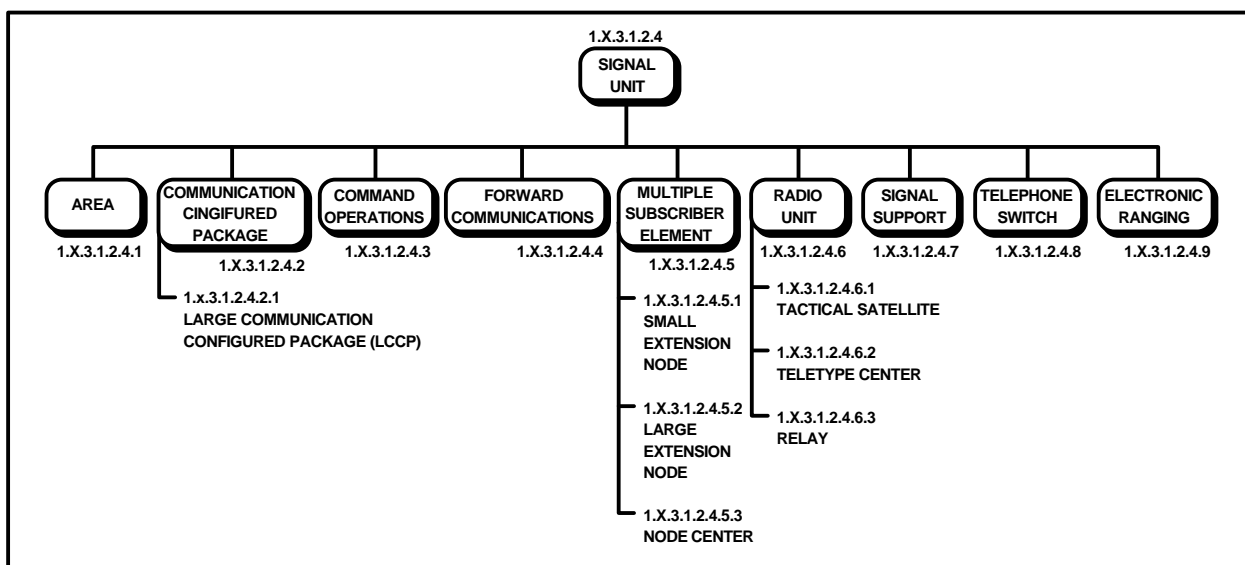 1.X.3.1.2.4
SIGNAL
UNIT
AREA
1.X.3.1.2.4.1
COMMUNICATION
CINGIFURED
PACKAGE
1.X.3.1.2.4.2
1.x.3.1.2.4.2.1
LARGE COMMUNICATION
CONFIGURED PACKAGE (LCCP)
COMMAND
OPERATIONS
1.X.3.1.2.4.3
FORWARD
COMMUNICATIONS
1.X.3.1.2.4.4
MULTIPLE
SUBSCRIBER
ELEMENT
1.X.3.1.2.4.5
1.X.3.1.2.4.5.1
SMALL
EXTENSION
NODE
1.X.3.1.2.4.5.2
LARGE
EXTENSION
NODE
1.X.3.1.2.4.5.3
NODE CENTER
RADIO
UNIT
1.X.3.1.2.4.6
1.X.3.1.2.4.6.1
TACTICAL SATELLITE
1.X.3.1.2.4.6.2
TELETYPE CENTER
1.X.3.1.2.4.6.3
RELAY
SIGNAL
SUPPORT
1.X.3.1.2.4.7
TELEPHONE
SWITCH
1.X.3.1.2.4.8
ELECTRONIC
RANGING
1.X.3.1.2.4.9